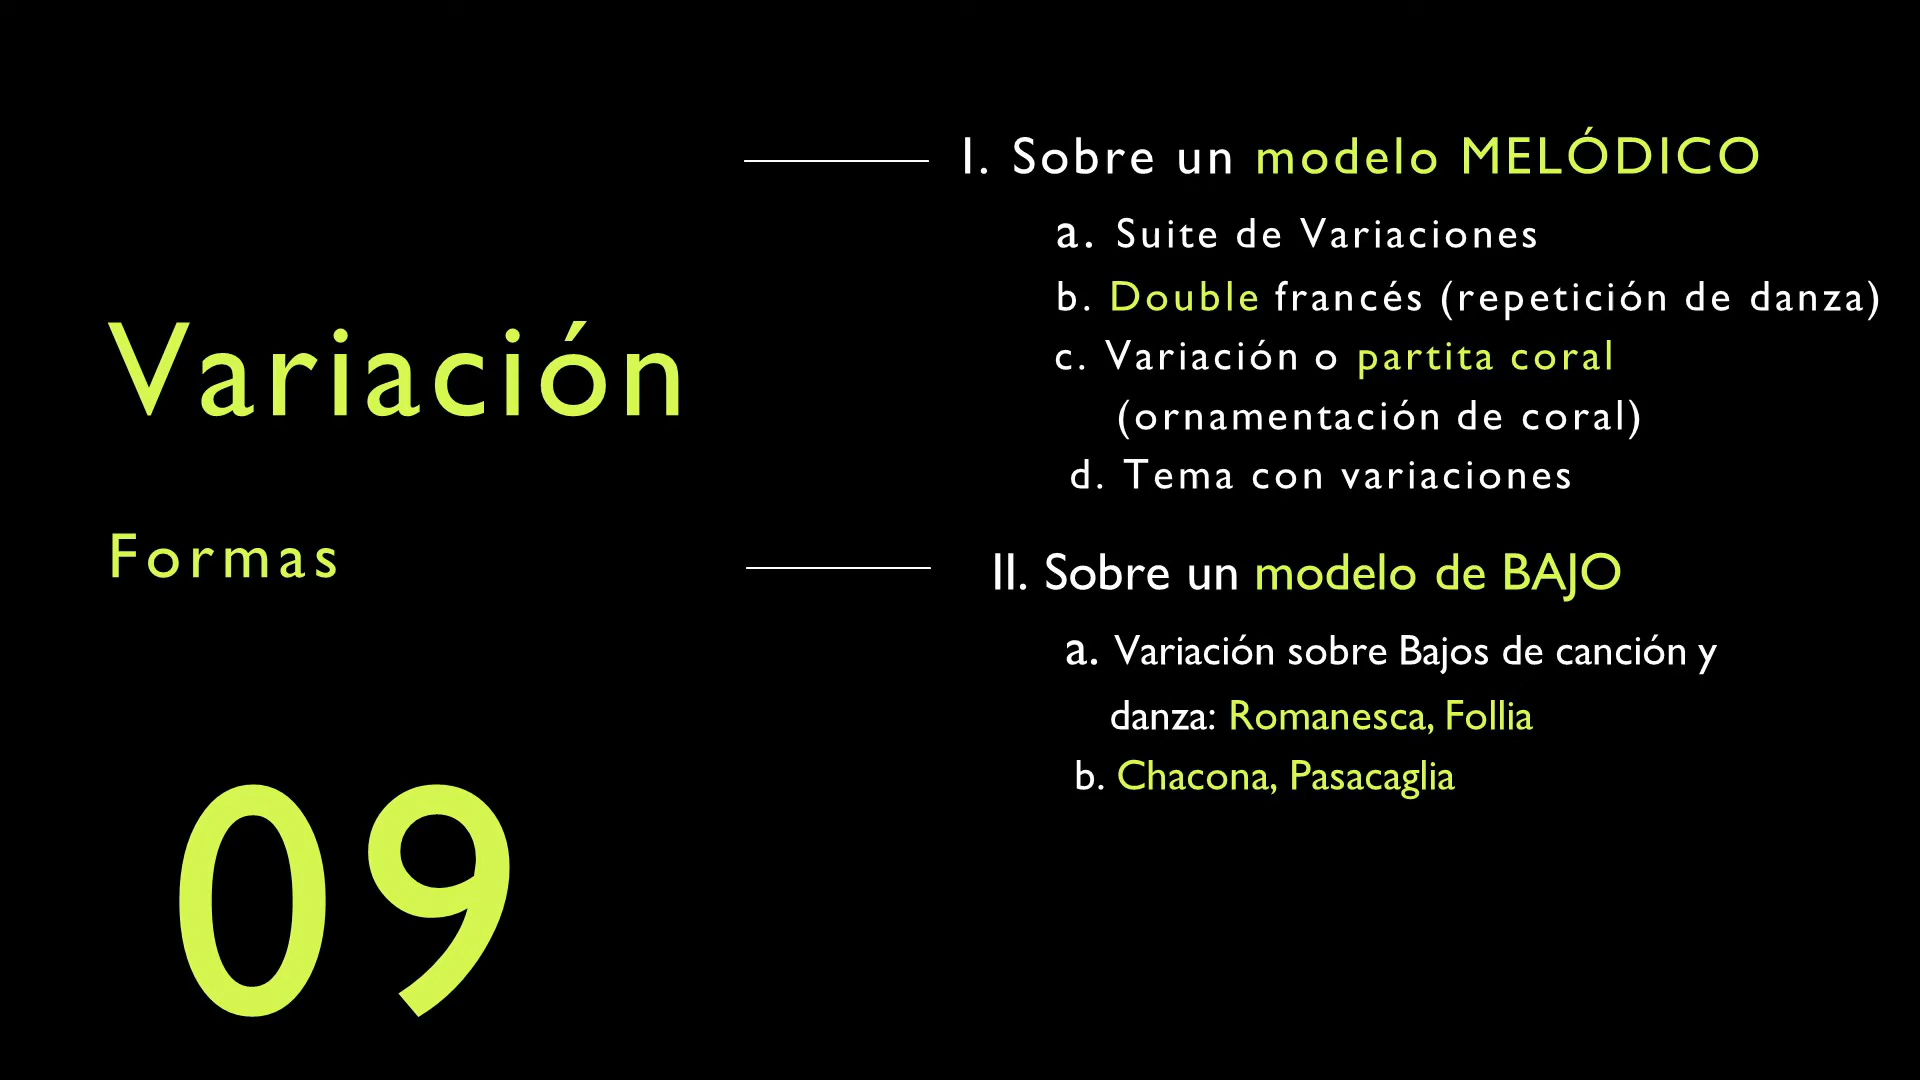 Variación
Formas
09
I. Sobre un modelo MELÓDICO
a. Suite de Variaciones
b. Double francés (repetición de danza)
c. Variación o partita coral
(ornamentación de coral)
d. Tema con variaciones
II. Sobre un modelo de BAJO
a. Variación sobre Bajos de canción y
danza: Romanesca, Follia
b. Chacona, Pasacaglia